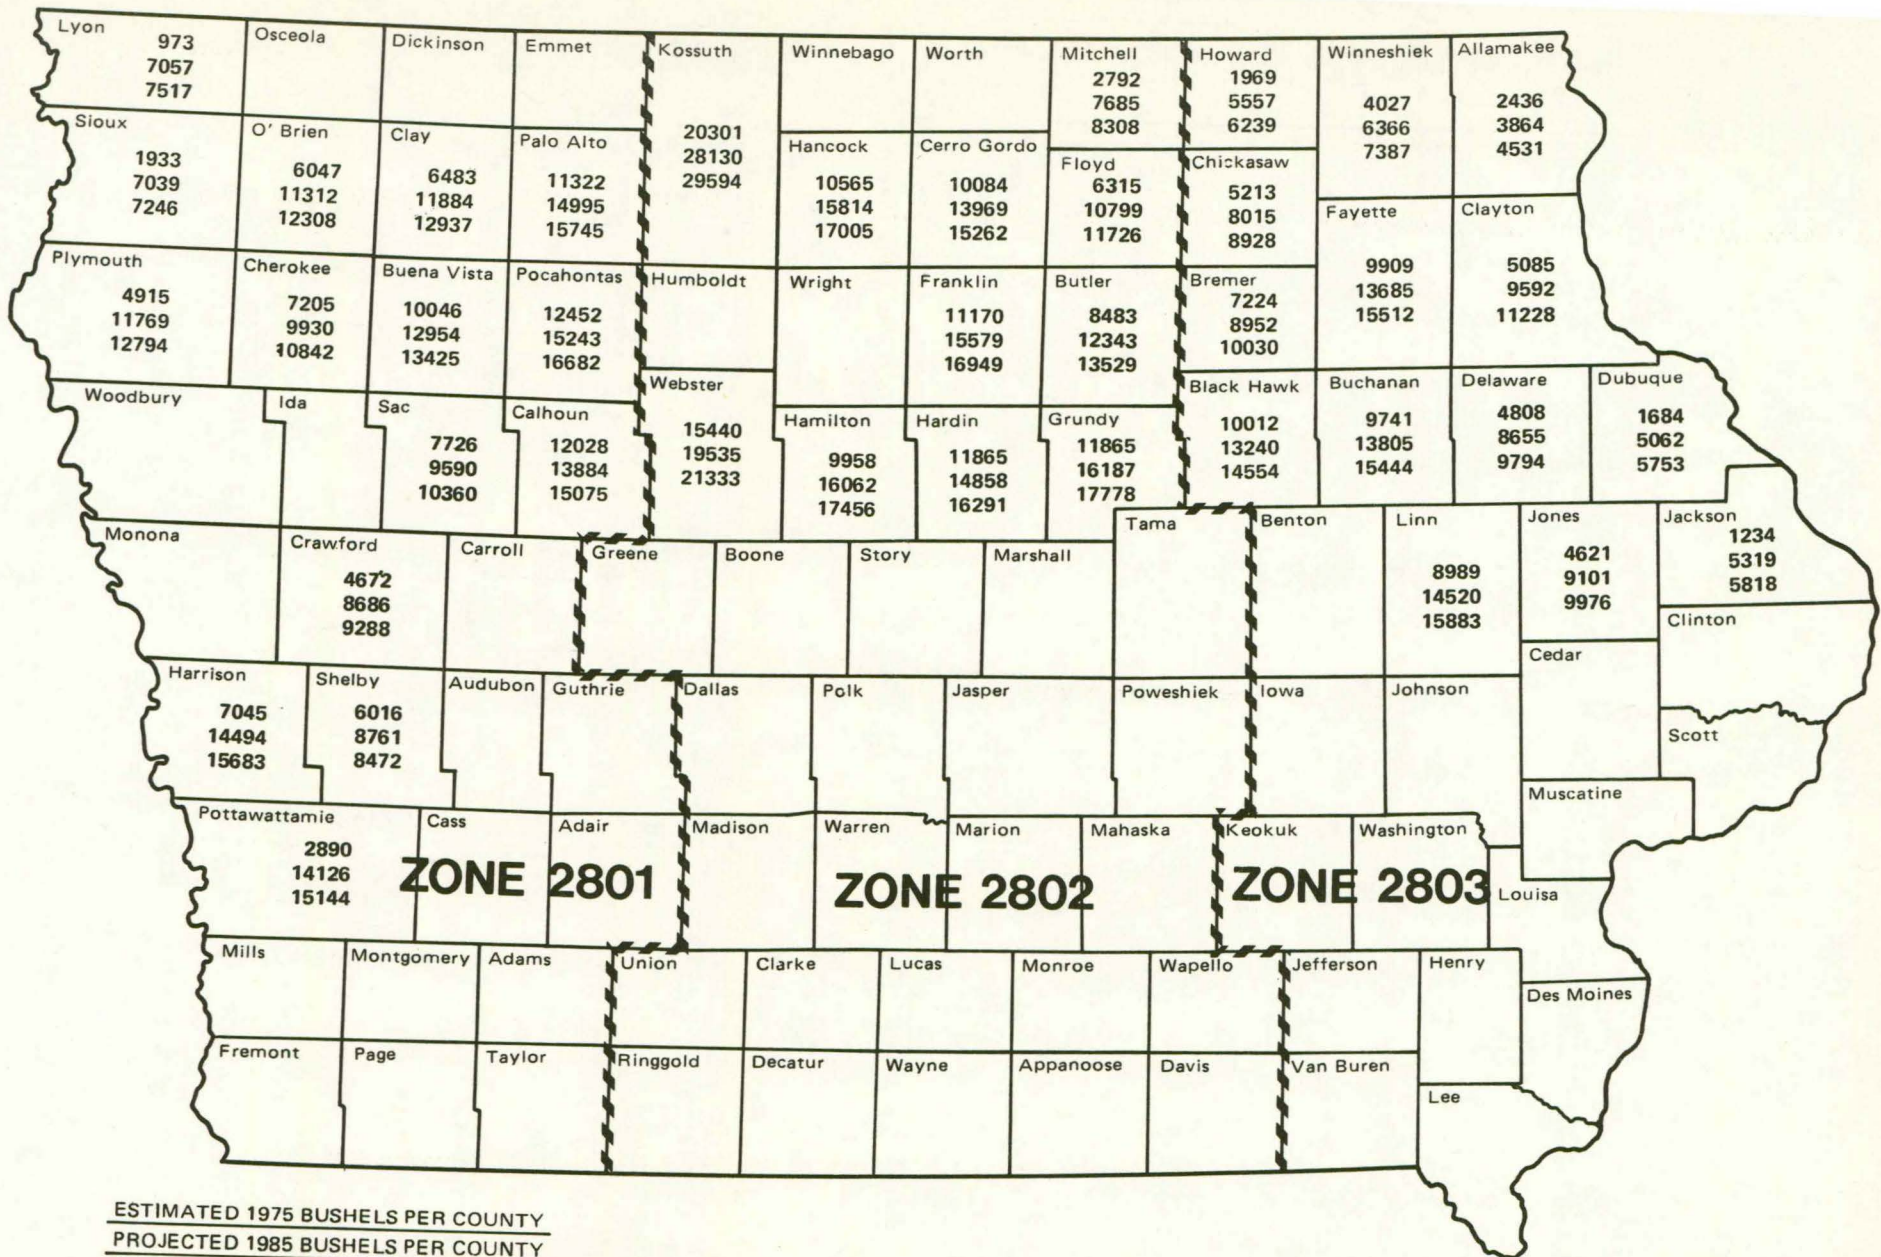 Lyon
973
7057
7517
Osceola
Dickinson
Emmet
Kossuth
20301
28130
29594
Winnebago
Worth
Mitchell
2792
7685
8308
Howard
1969
5557
6239
Winneshiek
4027
6366
7387
Allamakee
2436
3864
4531
Sioux
1933
7039
7246
O' Brien
6047
11312
12308
Clay
6483
11884
12937
Palo Alto
11322
14995
15745
Hancock
10565
15814
17005
Cerro Gordo
10084
13969
15262
Floyd
6315
10799
11726
Chickasaw
5213
8015
8928
Fayette
9909
13685
15512
Clayton
5085
9592
11228
Plymouth
4915
11769
12794
Cherokee
7205
9930
10842
Buena Vista
10046
12954
13425
Pocahontas
12452
15243
16682
Humboldt
Wright
Franklin
11170
15579
16949
Butler
8483
12343
13529
Bremer
7224
8952
10030
Woodbury
Ida
Sac
7726
9590
10360
Calhoun
12028
13884
15075
Webster
15440
19535
21333
Hamilton
9958
16062
17456
Hardin
11865
14858
16291
Grundy
11865
16187
17778
Black Hawk
10012
13240
14554
Buchanan
9741
13805
15444
Delaware
4808
8655
9794
Dubuque
1684
5062
5753
Monona
Crawford
4672
8686
9288
Carroll
Greene
Boone
Story
Marshall
Tama
Benton
Linn
8989
14520
15883
Jones
4621
9101
9976
Jackson
1234
5319
5818
Clinton
Cedar
Harrison
7045
14494
15683
Shelby
6016
8761
8472
Audubon
Guthrie
Dallas
Polk
Jasper
Poweshiek
Iowa
Johnson
Scott
Muscatine
Pottawattamie
2890
14126
15144
Cass
Adair
ZONE 2801
Madison
Warren
Marion
Mahaska
ZONE 2802
Keokuk
Washington
ZONE 2803
Louisa
Mills
Montgomery
Adams
Union
Clarke
Lucas
Monroe
Wapello
Jefferson
Henry
Des Moines
Fremont
Page
Taylor
Ringgold
Decatur
Wayne
Appanoose
Davis
Van Buren
Lee
ESTIMATED 1975 BUSHELS PER COUNTY
PROJECTED 1985 BUSHELS PER COUNTY